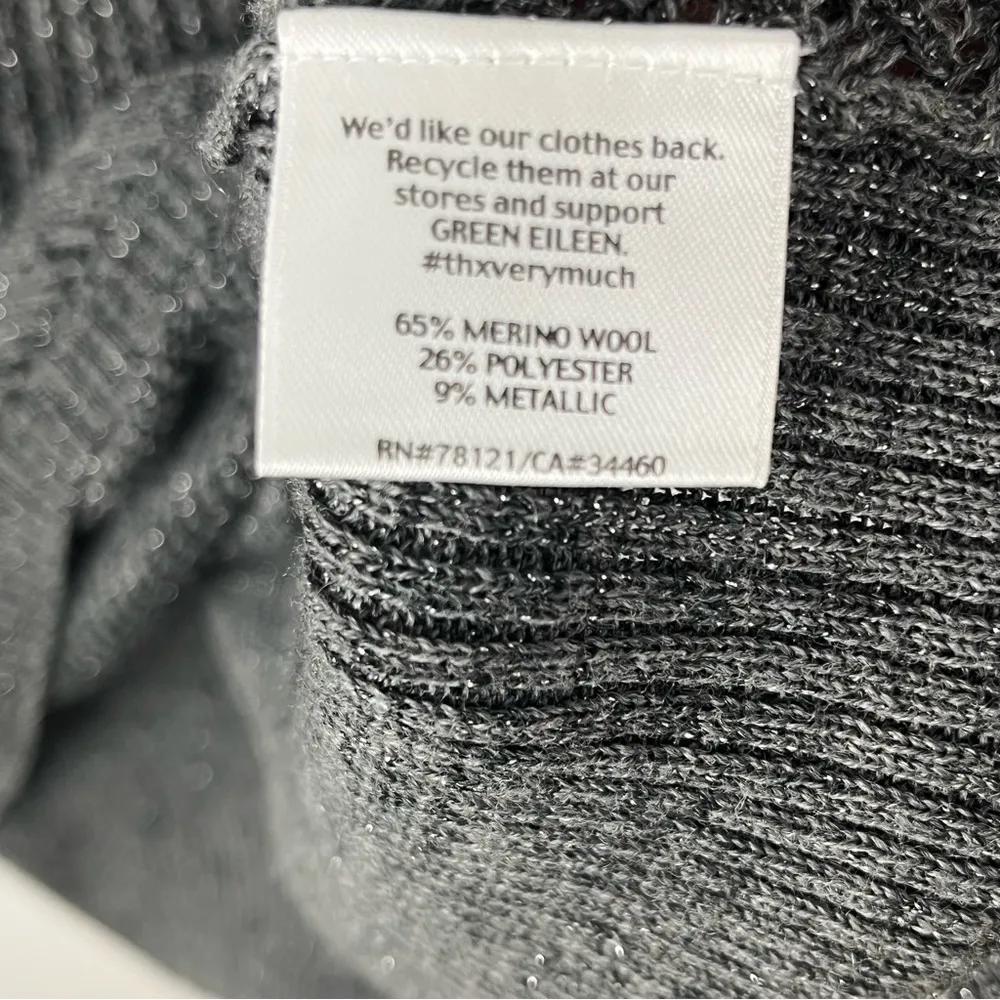 We'd like our clothes back.
Recycle them at our
stores and support
GREEN EILEEN.
#thxverymuch
65% MERINO WOOL
26% POLYESTER
9% METALLIC
RN#78121/CA#34460